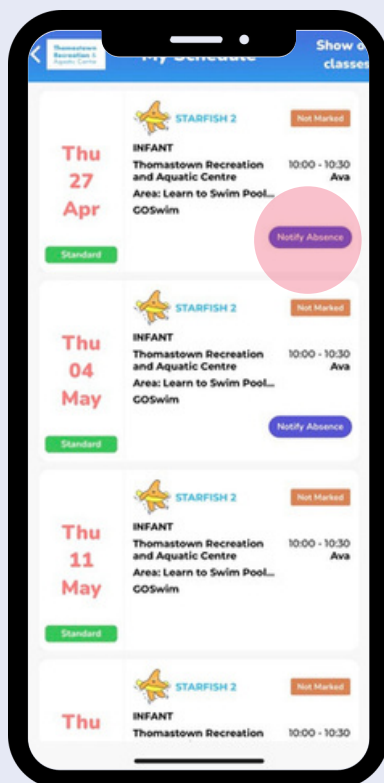 Thomastown
Recreation &
Aquatic Centre
My Schedule
Show o
classes
Thu
27
Apr
Standard
STARFISH 2
Not Marked
INFANT
Thomastown Recreation
and Aquatic Centre
10:00 - 10:30
Ava
Area: Learn to Swim Pool...
GOSwim
Notify Absence
Thu
04
May
Standard
STARFISH 2
Not Marked
INFANT
Thomastown Recreation
and Aquatic Centre
10:00 - 10:30
Ava
Area: Learn to Swim Pool...
GOSwim
Notify Absence
Thu
11
May
Standard
STARFISH 2
Not Marked
INFANT
Thomastown Recreation
and Aquatic Centre
10:00 - 10:30
Ava
Area: Learn to Swim Pool...
GOSwim
Thu
STARFISH 2
Not Marked
INFANT
Thomastown Recreation
10:00 - 10:30